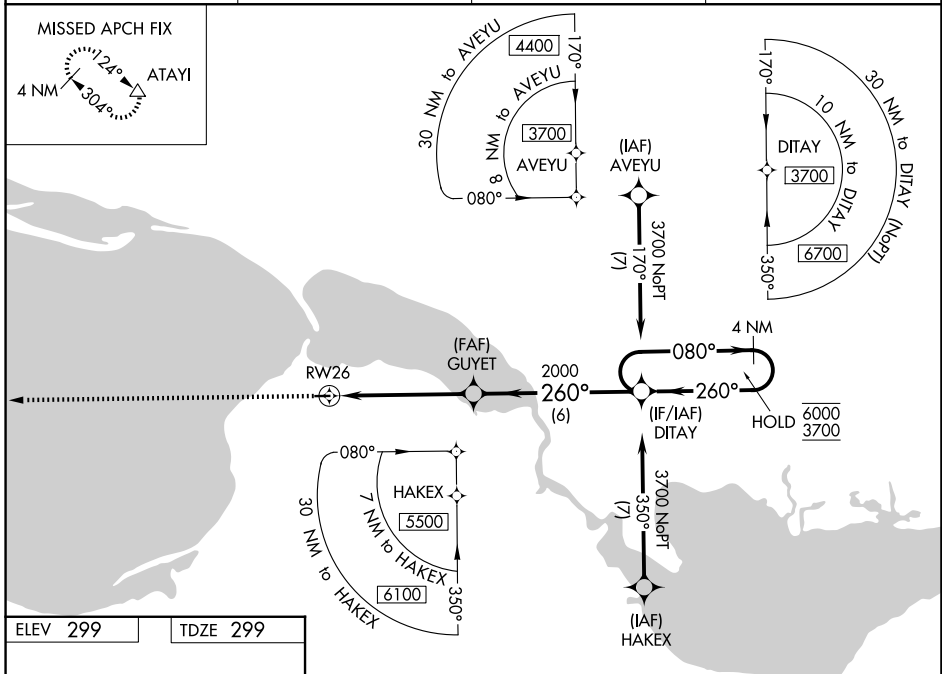 MISSED APCH FIX
124°
ATAYI
4 NM
304°
30 NM to AVEYU
4400
170°
8 NM to AVEYU
3700
AVEYU
080°
(IAF)
AVEYU
3700 NoPT
170°
(7)
170°
30 NM to DITAY (NoPT)
10 NM to DITAY
DITAY
3700
6700
350°
4 NM
080°
(FAF)
GUYET
RW26
2000
260°
(6)
260°
(IF/IAF)
DITAY
HOLD
6000
3700
080°
HAKEX
5500
7 NM to HAKEX
30 NM to HAKEX
6100
350°
3700 NoPT
350°
(7)
(IAF)
HAKEX
ELEV 299
TDZE 299